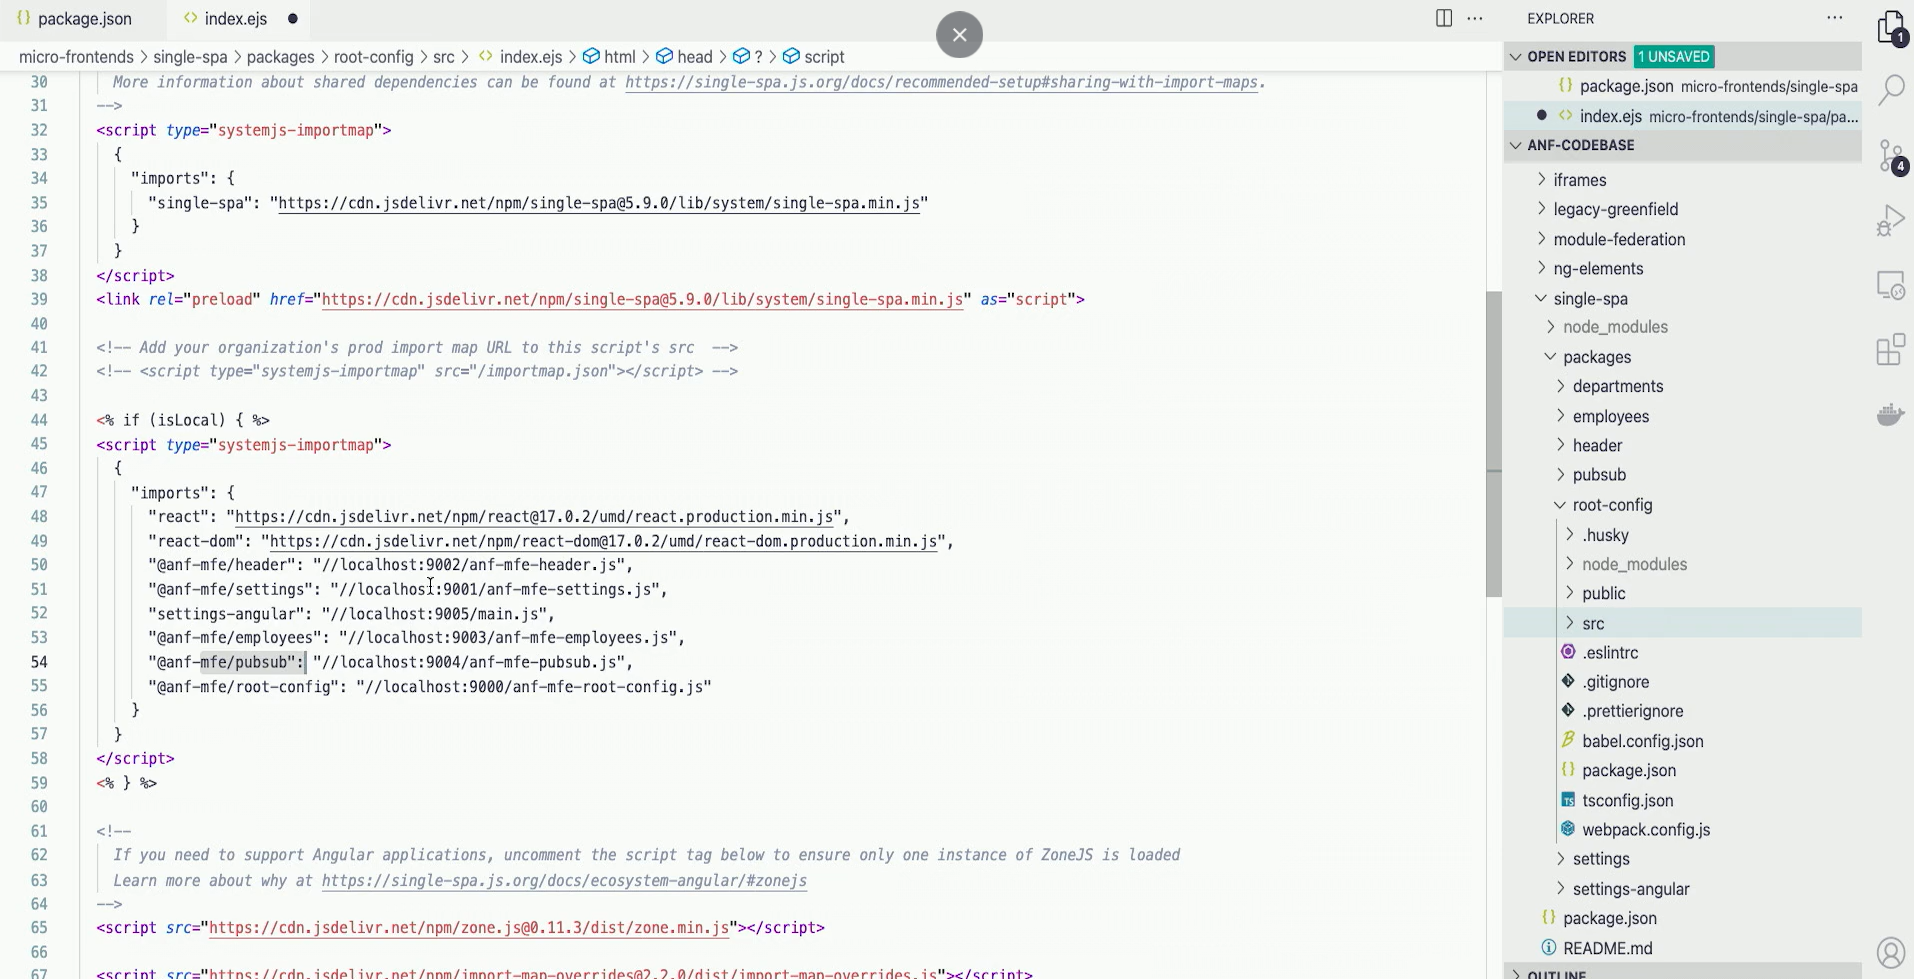 package.json
index.ejs
micro-frontends > single-spa > packages > root-config > src > index.ejs > html > head > ? > script
30 More information about shared dependencies can be found at https://single-spa.js.org/docs/recommended-setup#sharing-with-import-maps.
31 -->
32 <script type="systemjs-importmap">
33 {
34 "imports": {
35 "single-spa": "https://cdn.jsdelivr.net/npm/single-spa@5.9.0/lib/system/single-spa.min.js"
36 }
37 }
38 </script>
39 <link rel="preload" href="https://cdn.jsdelivr.net/npm/single-spa@5.9.0/lib/system/single-spa.min.js" as="script">
40
41 <!-- Add your organization's prod import map URL to this script's src -->
42 <!-- <script type="systemjs-importmap" src="/importmap.json"></script> -->
43
44 <% if (isLocal) { %>
45 <script type="systemjs-importmap">
46 {
47 "imports": {
48 "react": "https://cdn.jsdelivr.net/npm/react@17.0.2/umd/react.production.min.js",
49 "react-dom": "https://cdn.jsdelivr.net/npm/react-dom@17.0.2/umd/react-dom.production.min.js",
50 "@anf-mfe/header": "//localhost:9002/anf-mfe-header.js",
51 "@anf-mfe/settings": "//localhost:9001/anf-mfe-settings.js",
52 "settings-angular": "//localhost:9005/main.js",
53 "@anf-mfe/employees": "//localhost:9003/anf-mfe-employees.js",
54 "@anf-mfe/pubsub": "//localhost:9004/anf-mfe-pubsub.js",
55 "@anf-mfe/root-config": "//localhost:9000/anf-mfe-root-config.js"
56 }
57 }
58 </script>
59 <% } %>
60
61 <!--
62 If you need to support Angular applications, uncomment the script tag below to ensure only one instance of ZoneJS is loaded
63 Learn more about why at https://single-spa.js.org/docs/ecosystem-angular/#zonejs
64 -->
65 <script src="https://cdn.jsdelivr.net/npm/zone.js@0.11.3/dist/zone.min.js"></script>
66
67 <script src="https://cdn.jsdelivr.net/npm/import-map-overrides@2.2.0/dist/import-map-overrides.js"></script>
EXPLORER
OPEN EDITORS 1 UNSAVED
package.json micro-frontends/single-spa
index.ejs micro-frontends/single-spa/pa...
ANF-CODEBASE
iframes
legacy-greenfield
module-federation
ng-elements
single-spa
node_modules
packages
departments
employees
header
pubsub
root-config
.husky
node_modules
public
src
.eslintrc
.gitignore
.prettierignore
babel.config.json
package.json
tsconfig.json
webpack.config.js
settings
settings-angular
package.json
README.md
OUTLINE
1
4